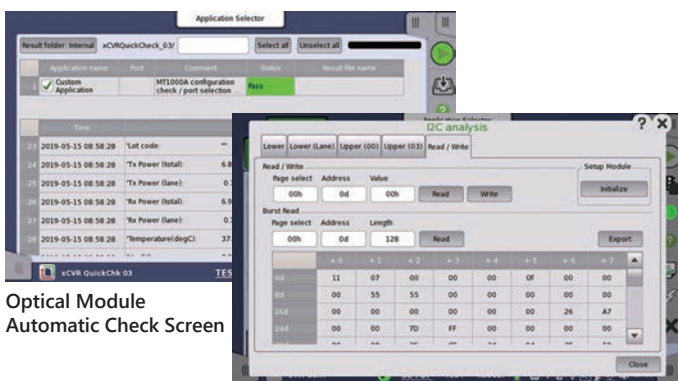 Application Selector
Result folder: Internal xCVRQuickCheck_03/ Select all Unselect all
Application name Port Comment Status Result file name
1 Custom Application MT1000A configuration check / port selection ... Pass
Time
23 2019-05-15 08:58:28 'Lot code: --
24 2019-05-15 08:58:28 'Tx Power (total): 6.8
25 2019-05-15 08:58:28 'Tx Power (lane): 0.
26 2019-05-15 08:58:28 'Rx Power (total): 6.9
27 2019-05-15 08:58:28 'Rx Power (lane): 0.
28 2019-05-15 08:58:28 'Temperature(degC): 37.
xCVR QuickChk 03 TES
Optical Module
Automatic Check Screen
I2C analysis ? X
Lower Lower (Lane) Upper (00) Upper (03) Read / Write
Read / Write Setup Module
Page select Address Value
00h 0d 00h Read Write Initialize
Burst Read
Page select Address Length
00h 0d 128 Read Export
+ 0 + 1 + 2 + 3 + 4 + 5 + 6 + 7
0d 11 07 00 00 00 0F 00 00
8d 00 55 55 00 00 00 00 00
16d 00 00 00 00 00 00 26 A7
24d 00 00 7D FF 00 00 00 00
Close